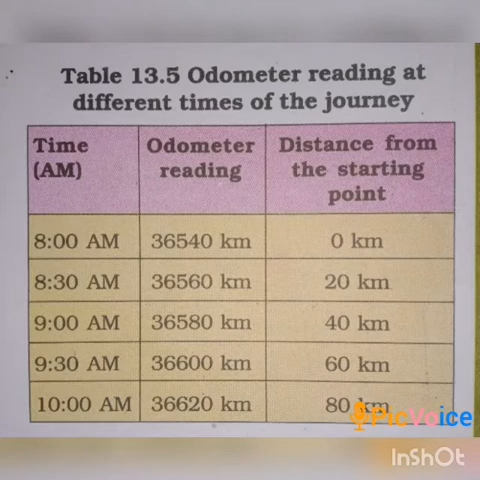 Table 13.5 Odometer reading at
different times of the journey
Time (AM) Odometer reading Distance from the starting point
8:00 AM 36540 km 0 km
8:30 AM 36560 km 20 km
9:00 AM 36580 km 40 km
9:30 AM 36600 km 60 km
10:00 AM 36620 km 80 km
PicVoice
InShOt